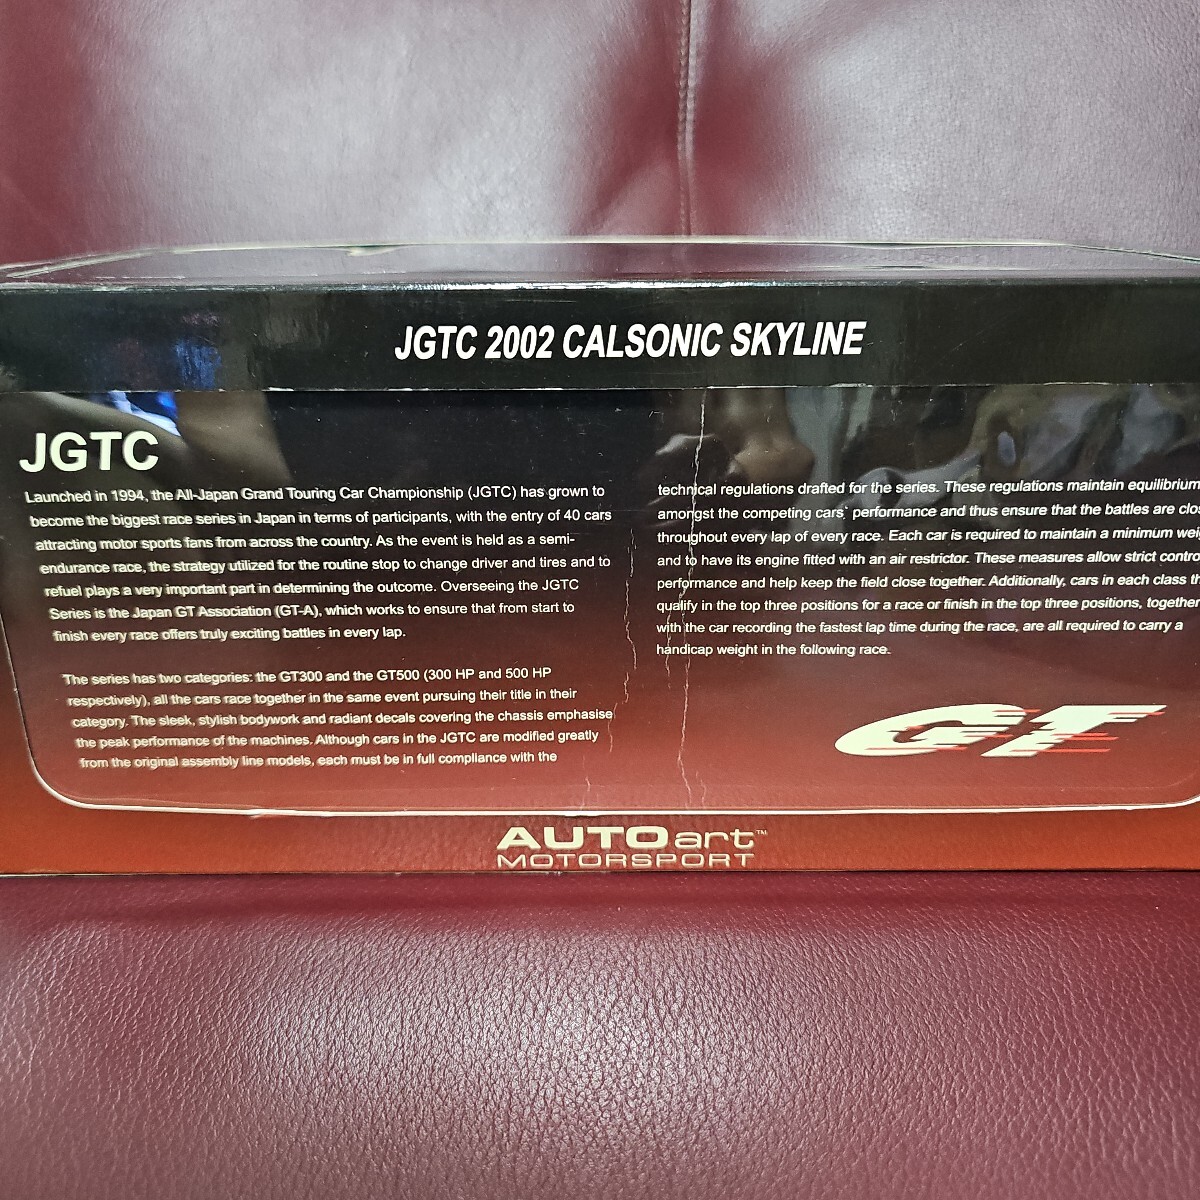 JGTC 2002 CALSONIC SKYLINE
JGTC
Launched in 1994, the All-Japan Grand Touring Car Championship (JGTC) has grown to
become the biggest race series in Japan in terms of participants, with the entry of 40 cars
attracting motor sports fans from across the country. As the event is held as a semi-
endurance race, the strategy utilized for the routine stop to change driver and tires and to
refuel plays a very important part in determining the outcome. Overseeing the JGTC
Series is the Japan GT Association (GT-A), which works to ensure that from start to
finish every race offers truly exciting battles in every lap.
The series has two categories: the GT300 and the GT500 (300 HP and 500 HP
respectively), all the cars race together in the same event pursuing their title in their
category. The sleek, stylish bodywork and radiant decals covering the chassis emphasise
the peak performance of the machines. Although cars in the JGTC are modified greatly
from the original assembly line models, each must be in full compliance with the
technical regulations drafted for the series. These regulations maintain equilibrium
amongst the competing cars' performance and thus ensure that the battles are clos
throughout every lap of every race. Each car is required to maintain a minimum wei
and to have its engine fitted with an air restrictor. These measures allow strict control
performance and help keep the field close together. Additionally, cars in each class th
qualify in the top three positions for a race or finish in the top three positions, together
with the car recording the fastest lap time during the race, are all required to carry a
handicap weight in the following race.
GT
AUTOart™
MOTORSPORT